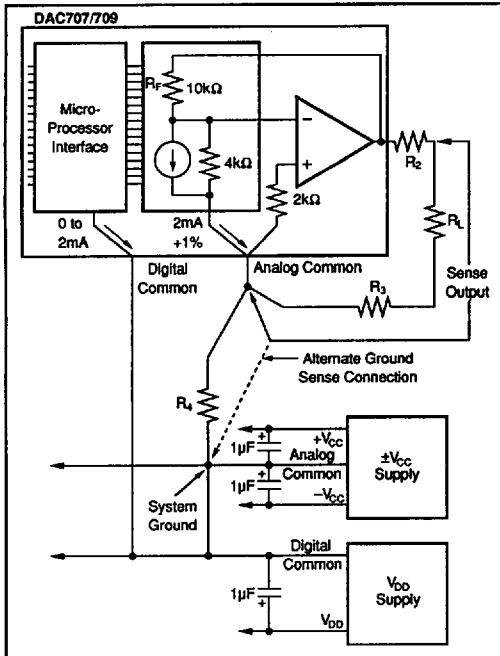 DAC707/709
Micro-
Processor
Interface
R_F
10kΩ
4kΩ
−
+
2kΩ
R_2
R_L
0 to
2mA
2mA
+1%
Digital
Common
Analog Common
Sense
Output
R_3
Alternate Ground
Sense Connection
R_4
1µF
+
+V_CC
Analog
Common
1µF
+
−V_CC
±V_CC
Supply
System
Ground
Digital
Common
1µF
+
V_DD
V_DD
Supply